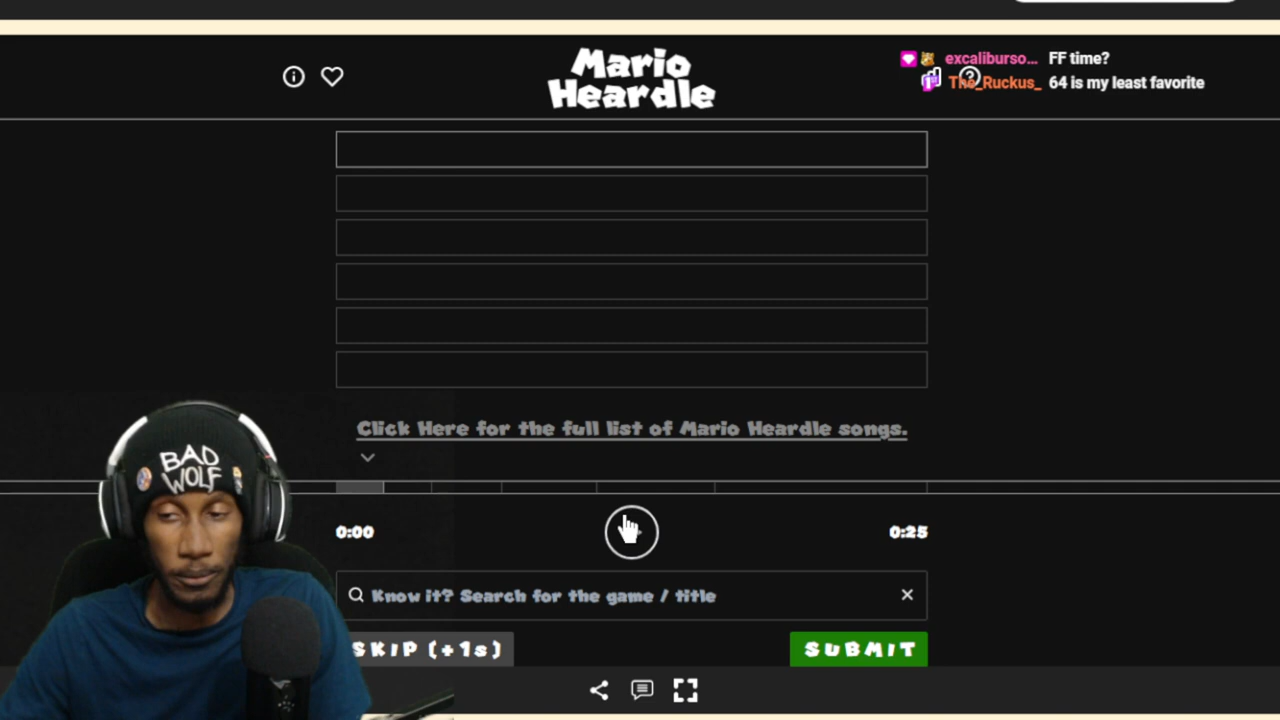 Mario
Heardle
excaliburso... FF time?
The_Ruckus_ 64 is my least favorite
Click Here for the full list of Mario Heardle songs.
BAD
WOLF
0:00
0:25
Know it? Search for the game / title
SKIP (+1s)
SUBMIT